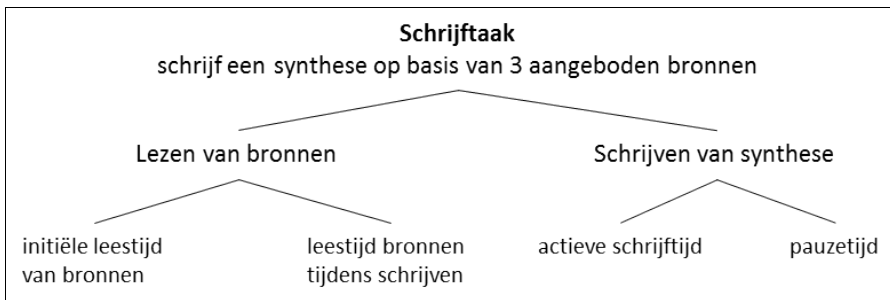 Schrijftaak
schrijf een synthese op basis van 3 aangeboden bronnen
Lezen van bronnen
Schrijven van synthese
initiële leestijd
van bronnen
leestijd bronnen
tijdens schrijven
actieve schrijftijd
pauzetijd